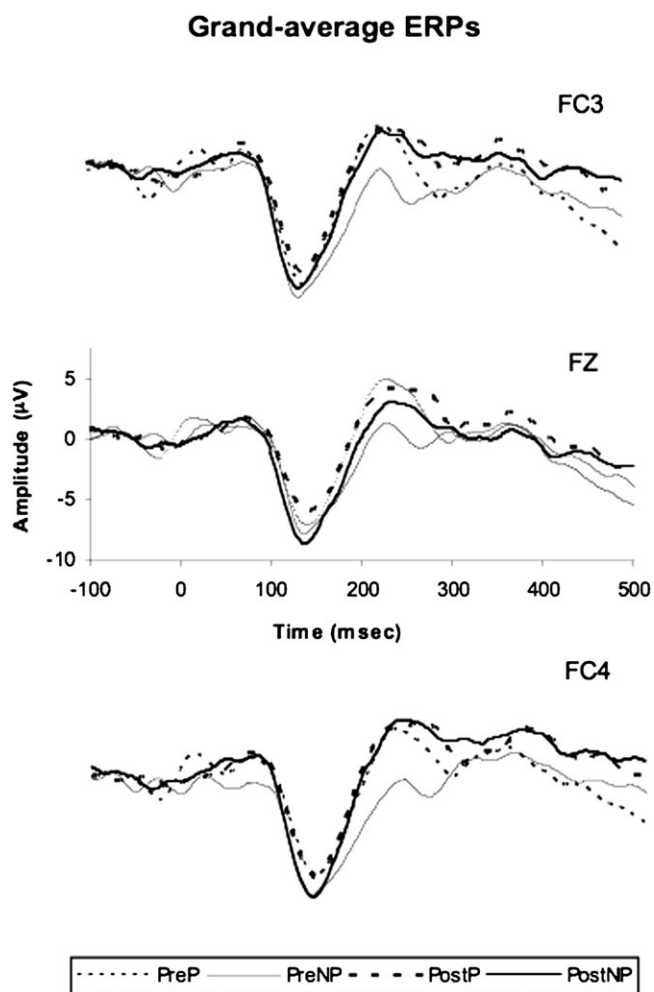 Grand-average ERPs
FC3
FZ
Amplitude (µV)
5
0
-5
-10
-100 0 100 200 300 400 500
Time (msec)
FC4
PreP PreNP PostP PostNP